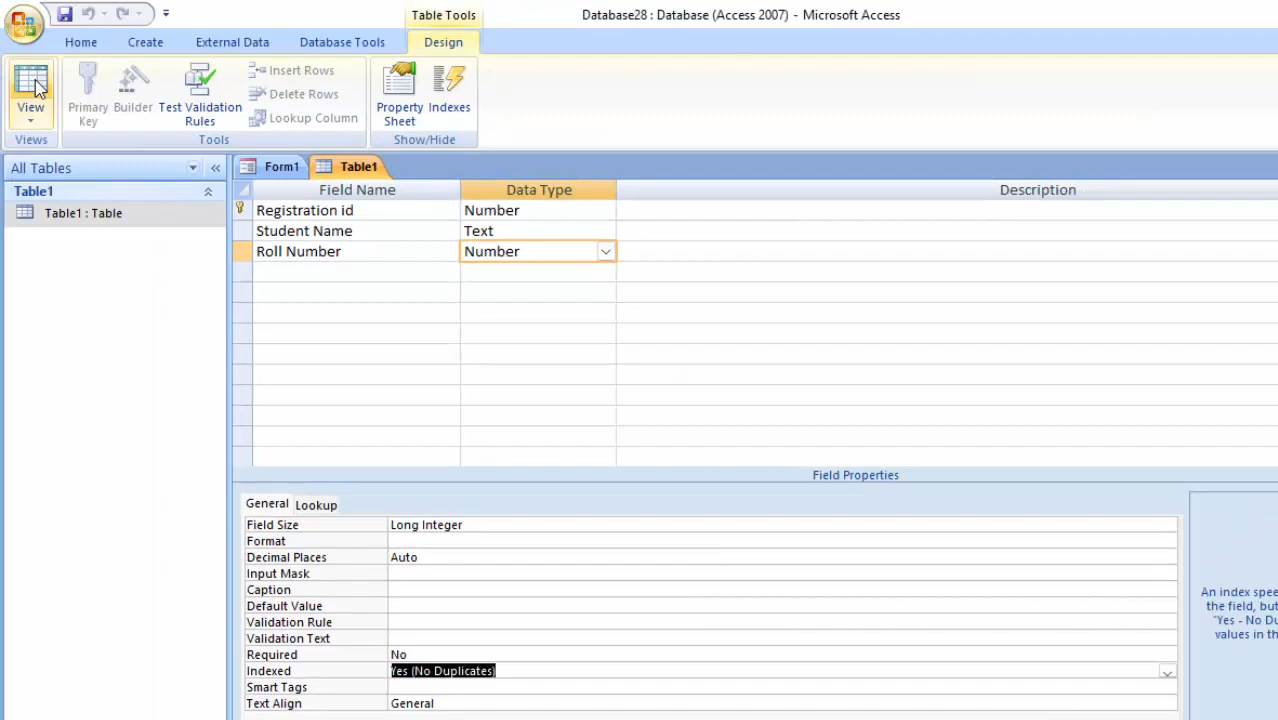 Table Tools
Database28 : Database (Access 2007) - Microsoft Access
Home
Create
External Data
Database Tools
Design
View
Primary
Key
Builder
Test Validation
Rules
Insert Rows
Delete Rows
Lookup Column
Property
Sheet
Indexes
Views
Tools
Show/Hide
All Tables
Form1
Table1
Table1
Table1 : Table
Field Name
Data Type
Description
Registration id
Number
Student Name
Text
Roll Number
Number
Field Properties
General
Lookup
Field Size
Long Integer
Format
Decimal Places
Auto
Input Mask
Caption
Default Value
Validation Rule
Validation Text
Required
No
Indexed
Yes (No Duplicates)
Smart Tags
Text Align
General
An index spee
the field, but
"Yes - No Du
values in th